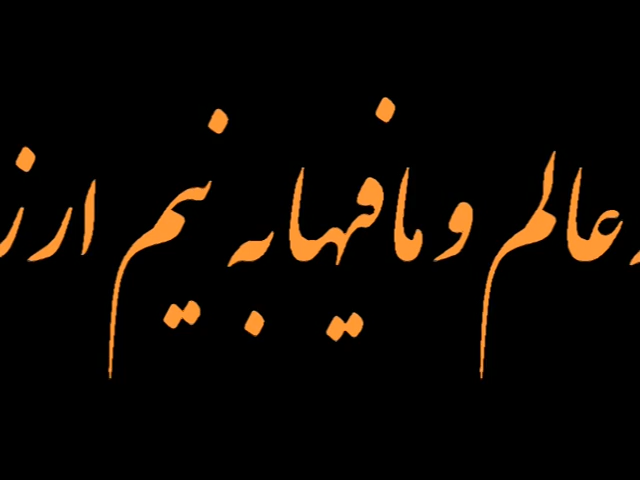 عالم و مافیها به نیم ارز